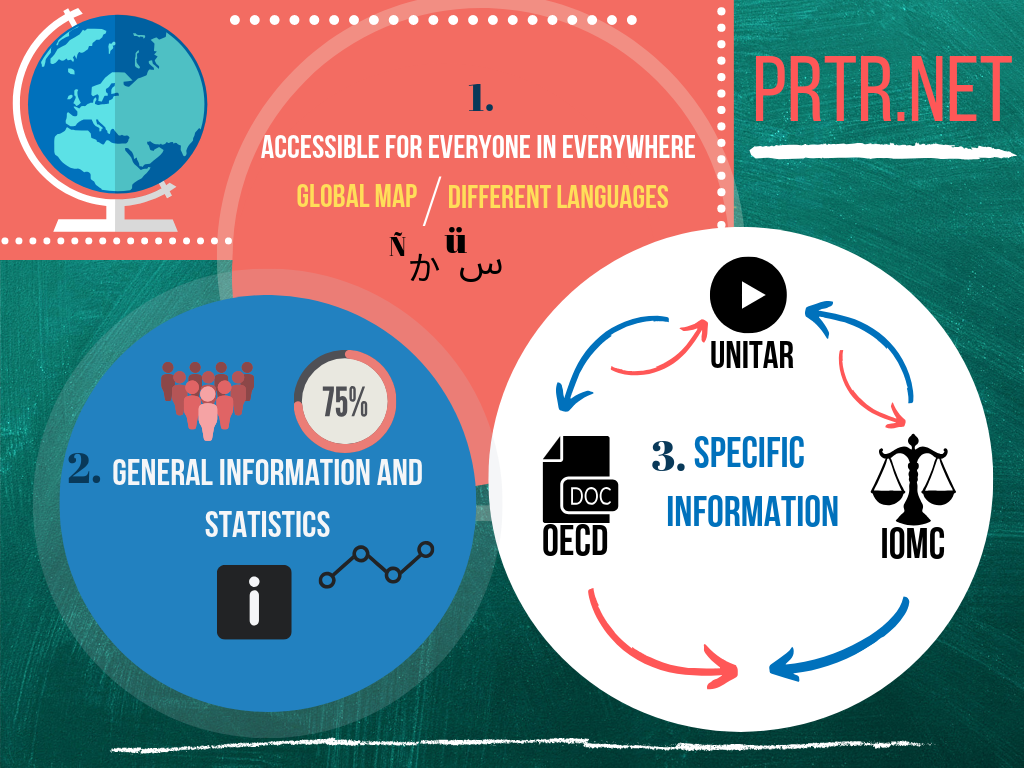 PRTR.NET
1.
ACCESSIBLE FOR EVERYONE IN EVERYWHERE
GLOBAL MAP / DIFFERENT LANGUAGES
Ñ か ü س
75%
2. GENERAL INFORMATION AND
STATISTICS
i
UNITAR
3. SPECIFIC
INFORMATION
DOC
OECD
IOMC